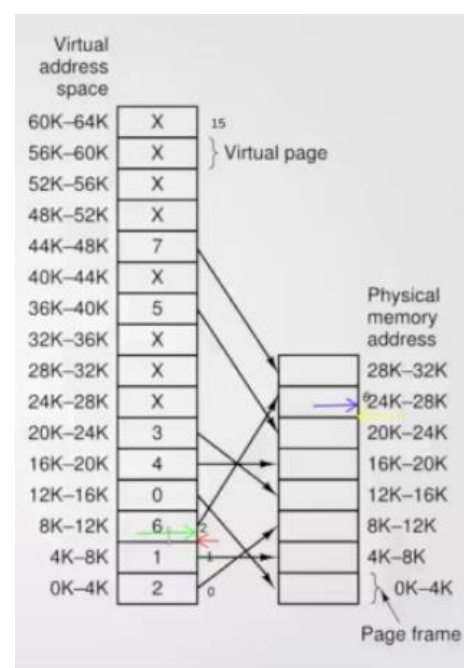 Virtual
address
space
60K–64K X 15
56K–60K X } Virtual page
52K–56K X
48K–52K X
44K–48K 7
40K–44K X
36K–40K 5
Physical
memory
address
32K–36K X
28K–32K X 28K–32K
24K–28K X 6 24K–28K
20K–24K 3 20K–24K
16K–20K 4 16K–20K
12K–16K 0 12K–16K
8K–12K 6 2 8K–12K
4K–8K 1 1 4K–8K
0K–4K 2 0 } 0K–4K
Page frame